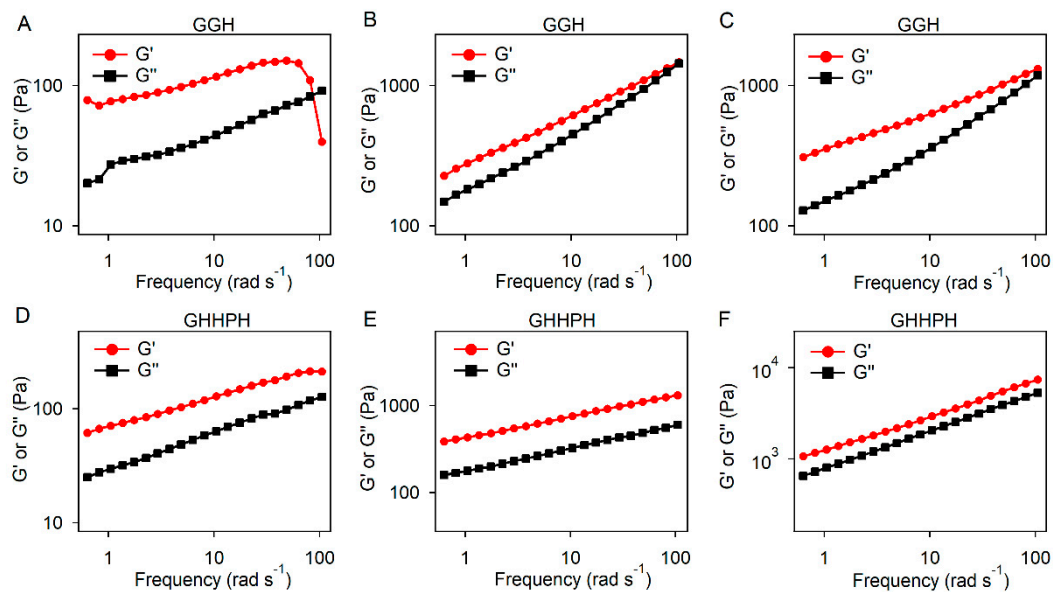 A
GGH
G'
G''
100
10
G' or G'' (Pa)
1
10
100
Frequency (rad s⁻¹)
B
GGH
G'
G''
1000
100
G' or G'' (Pa)
1
10
100
Frequency (rad s⁻¹)
C
GGH
G'
G''
1000
100
G' or G'' (Pa)
1
10
100
Frequency (rad s⁻¹)
D
GHHPH
G'
G''
100
10
G' or G'' (Pa)
1
10
100
Frequency (rad s⁻¹)
E
GHHPH
G'
G''
1000
100
G' or G'' (Pa)
1
10
100
Frequency (rad s⁻¹)
F
GHHPH
G'
G''
10⁴
10³
G' or G'' (Pa)
1
10
100
Frequency (rad s⁻¹)